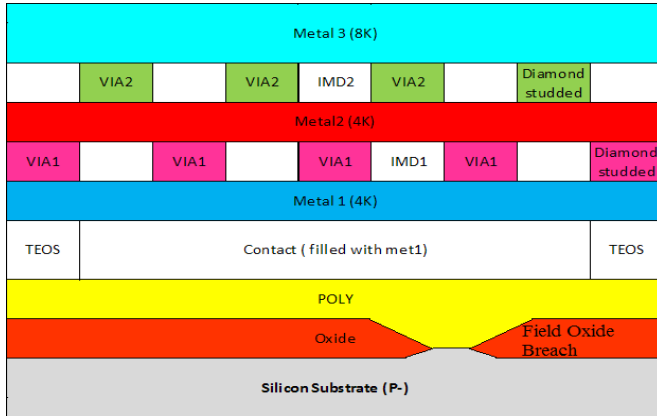 Metal 3 (8K)
VIA2 VIA2 IMD2 VIA2 Diamond studded
Metal2 (4K)
VIA1 VIA1 VIA1 IMD1 VIA1 Diamond studded
Metal 1 (4K)
TEOS Contact ( filled with met1) TEOS
POLY
Oxide Field Oxide Breach
Silicon Substrate (P-)